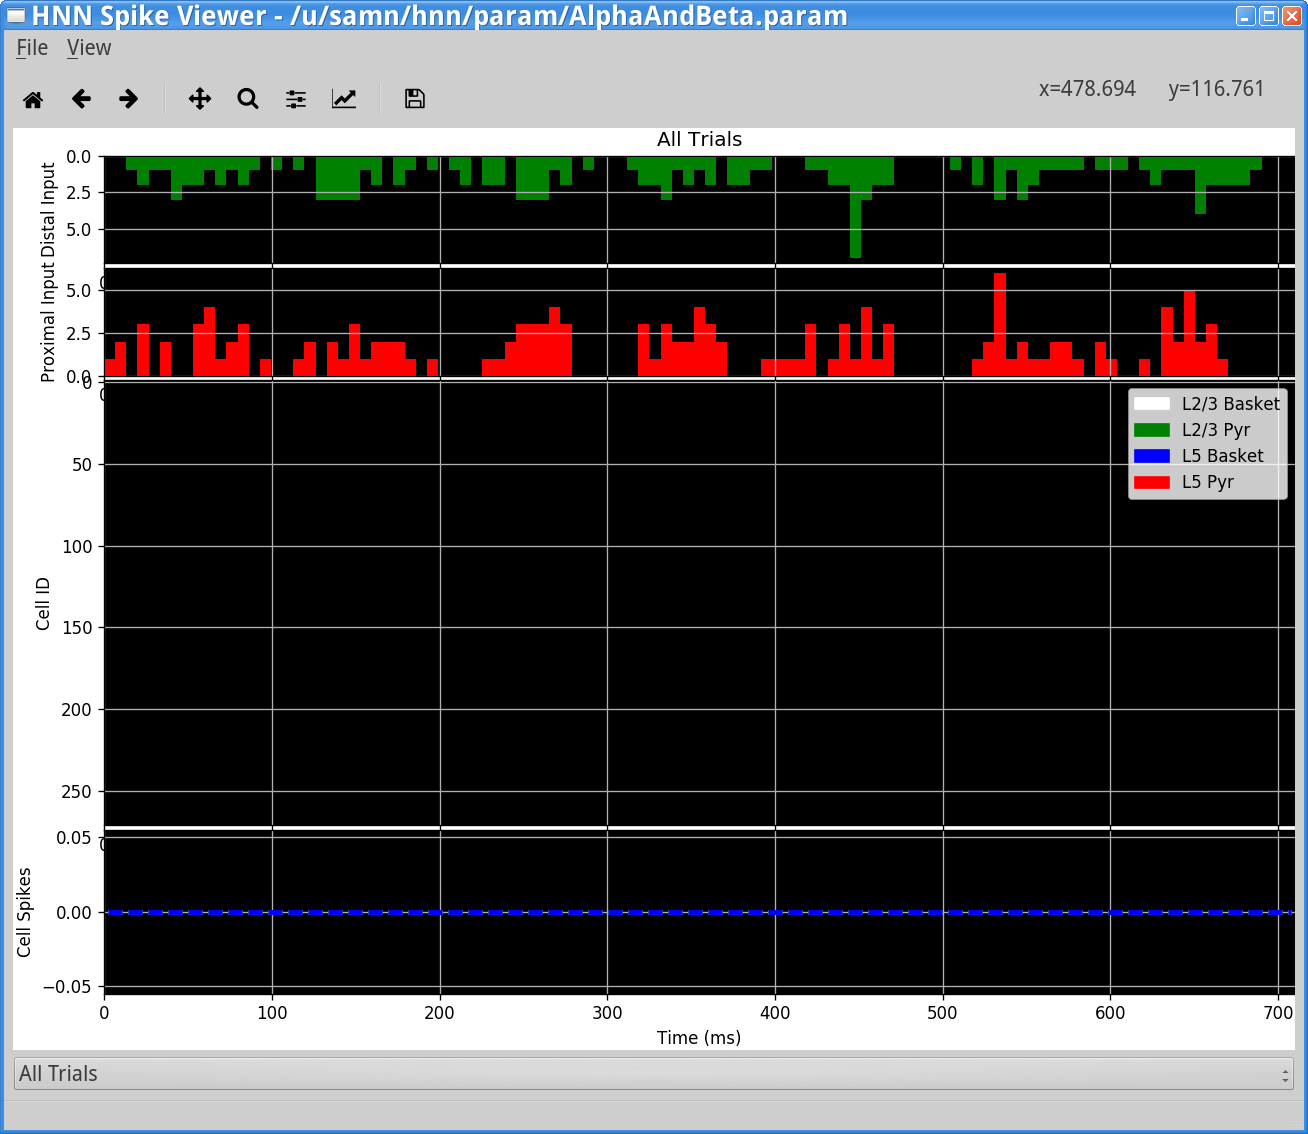 HNN Spike Viewer - /u/samn/hnn/param/AlphaAndBeta.param
File View
x=478.694 y=116.761
All Trials
Distal Input
0.0
2.5
5.0
0
Proximal Input
5.0
2.5
0.0
0
0
Cell ID
50
100
150
200
250
L2/3 Basket
L2/3 Pyr
L5 Basket
L5 Pyr
0
Cell Spikes
0.05
0.00
−0.05
0 100 200 300 400 500 600 700
Time (ms)
All Trials